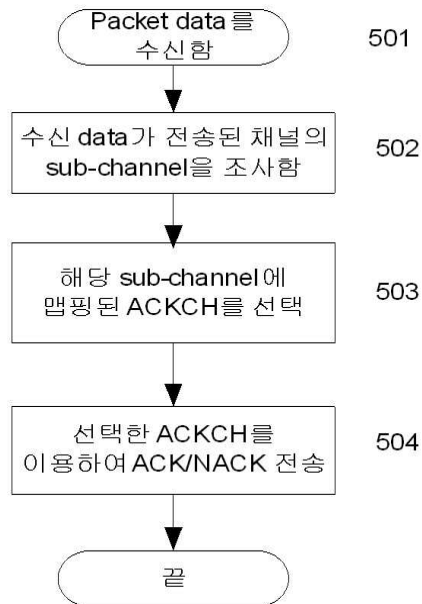 Packet data를
수신함
501
수신 data가 전송된 채널의
sub-channel을 조사함
502
해당 sub-channel에
맵핑된 ACKCH를 선택
503
선택한 ACKCH를
이용하여 ACK/NACK 전송
504
끝